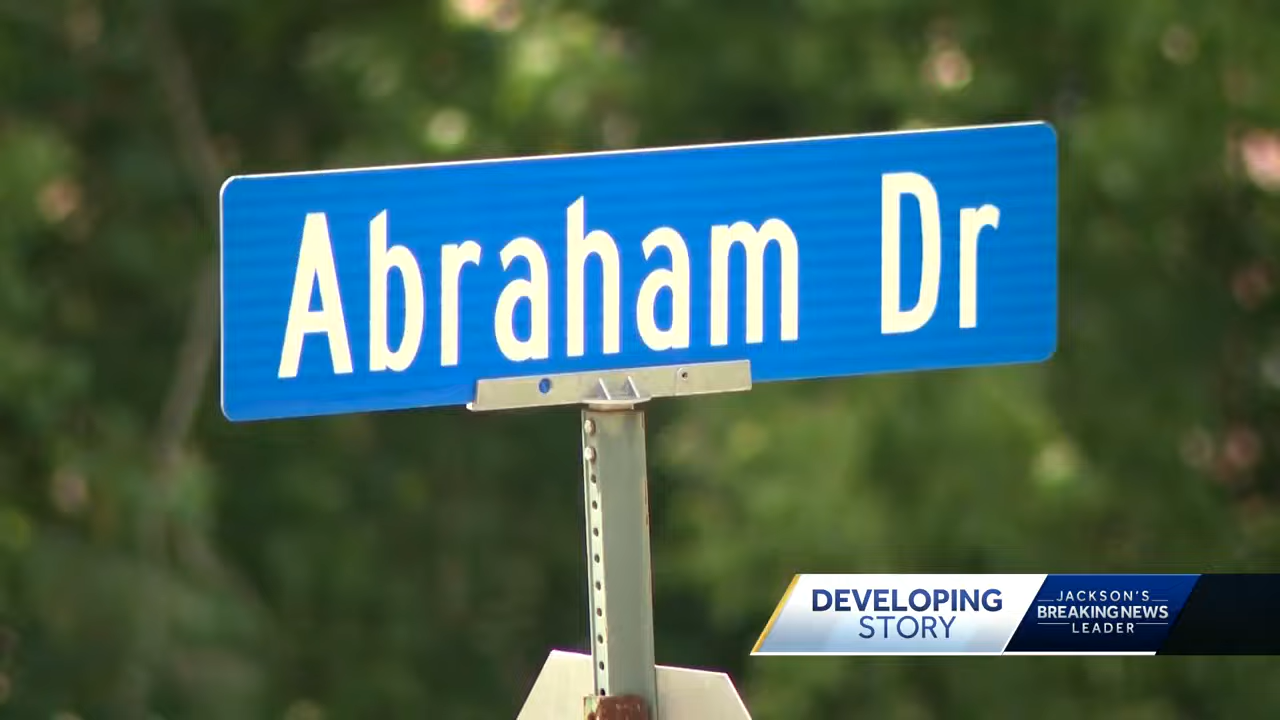 Abraham Dr
DEVELOPING
STORY
JACKSON'S
BREAKING NEWS
LEADER